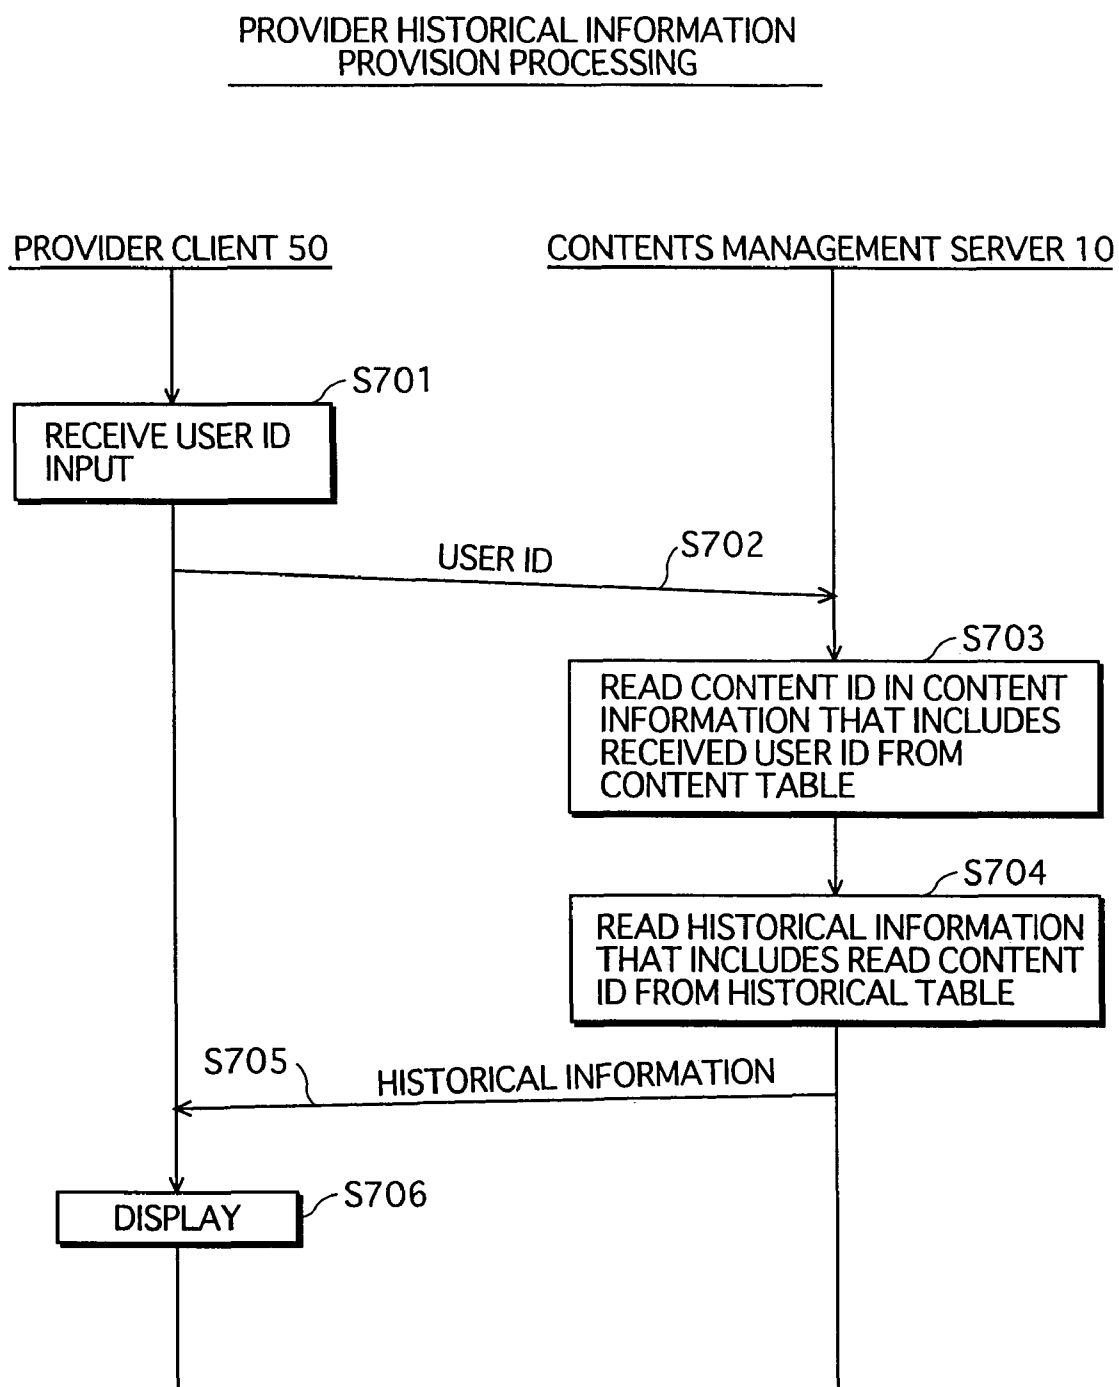 PROVIDER HISTORICAL INFORMATION
PROVISION PROCESSING
PROVIDER CLIENT 50
CONTENTS MANAGEMENT SERVER 10
S701
RECEIVE USER ID
INPUT
USER ID
S702
S703
READ CONTENT ID IN CONTENT
INFORMATION THAT INCLUDES
RECEIVED USER ID FROM
CONTENT TABLE
S704
READ HISTORICAL INFORMATION
THAT INCLUDES READ CONTENT
ID FROM HISTORICAL TABLE
S705
HISTORICAL INFORMATION
S706
DISPLAY